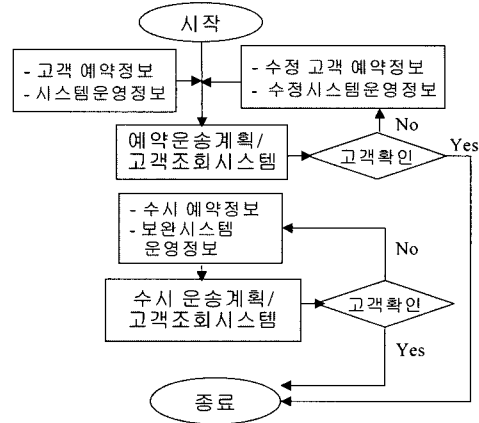 시작
- 고객 예약정보
- 시스템운영정보
- 수정 고객 예약정보
- 수정시스템운영정보
예약운송계획/
고객조회시스템
고객확인
No
Yes
- 수시 예약정보
- 보완시스템
운영정보
No
수시 운송계획/
고객조회시스템
고객확인
Yes
종료